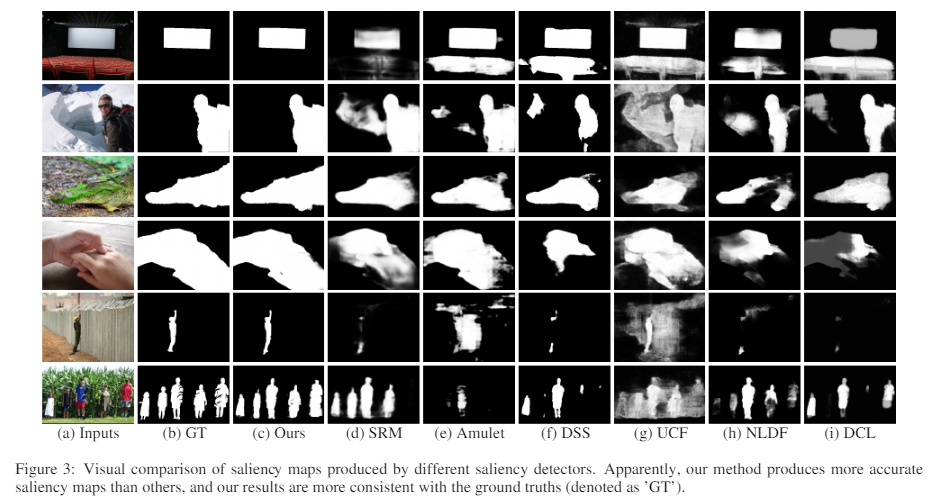 (a) Inputs (b) GT (c) Ours (d) SRM (e) Amulet (f) DSS (g) UCF (h) NLDF (i) DCL
Figure 3: Visual comparison of saliency maps produced by different saliency detectors. Apparently, our method produces more accurate
saliency maps than others, and our results are more consistent with the ground truths (denoted as ’GT’).